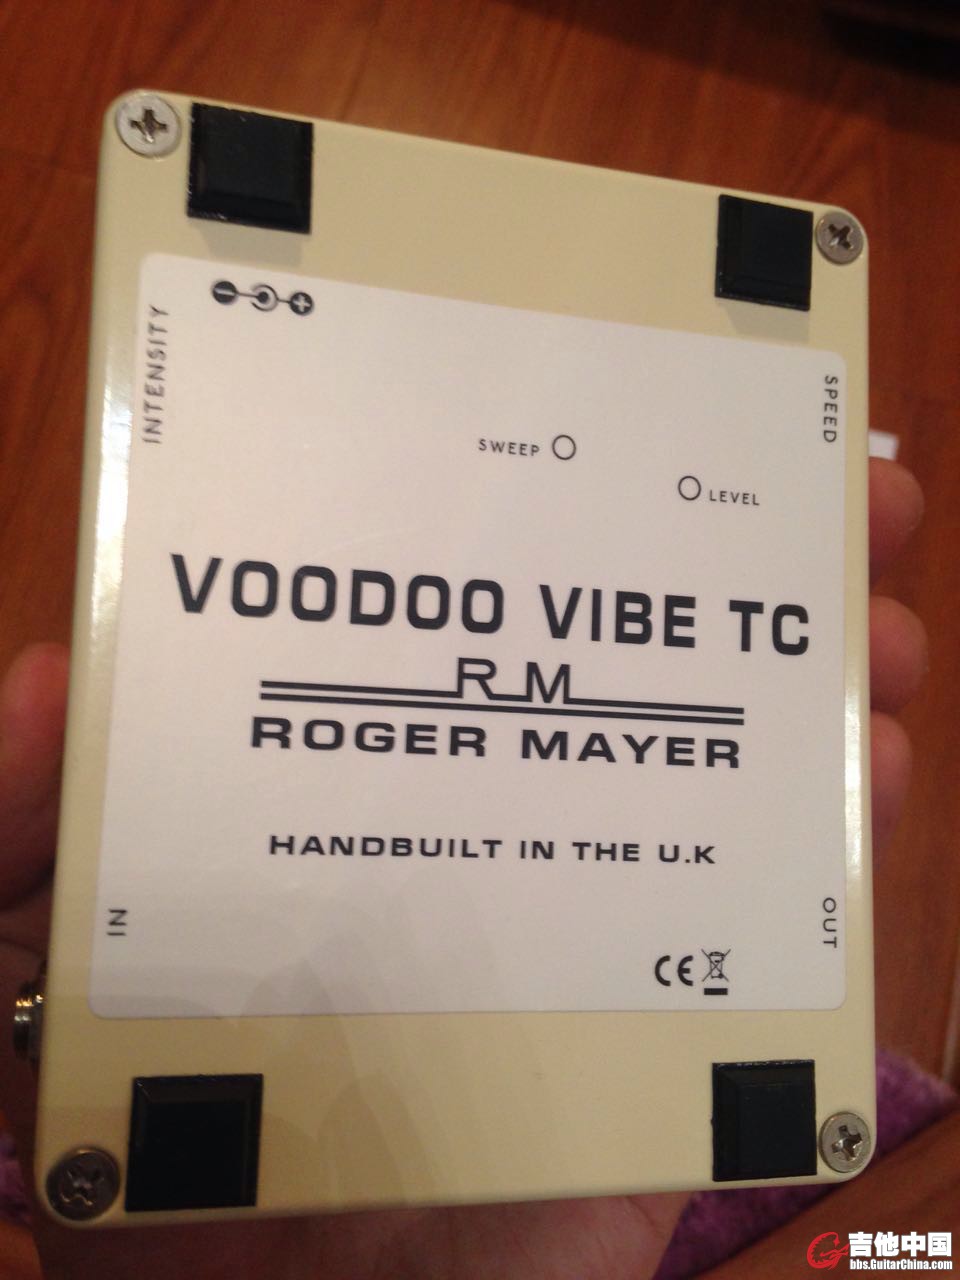 INTENSITY
SPEED
SWEEP
LEVEL
VOODOO VIBE TC
RM
ROGER MAYER
HANDBUILT IN THE U.K
IN
OUT
CE
吉他中国
bbs.GuitarChina.com